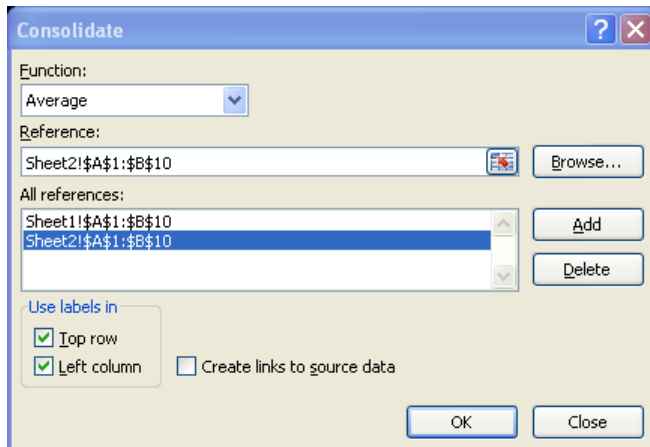 Consolidate
Function:
Average
Reference:
Sheet2!$A$1:$B$10
Browse...
All references:
Sheet1!$A$1:$B$10
Sheet2!$A$1:$B$10
Add
Delete
Use labels in
Top row
Left column
Create links to source data
OK
Close